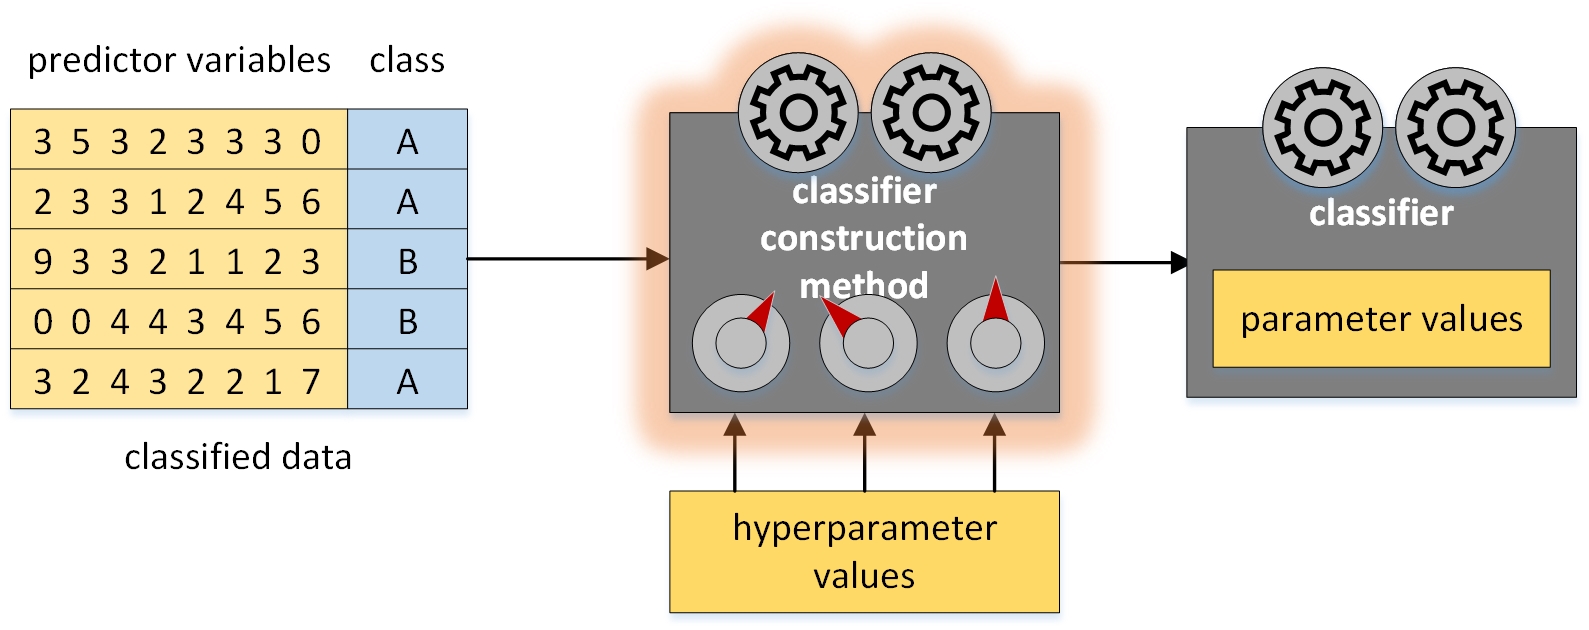 predictor variables class
3 5 3 2 3 3 3 0 A
2 3 3 1 2 4 5 6 A
9 3 3 2 1 1 2 3 B
0 0 4 4 3 4 5 6 B
3 2 4 3 2 2 1 7 A
classified data
classifier
construction
method
hyperparameter
values
classifier
parameter values